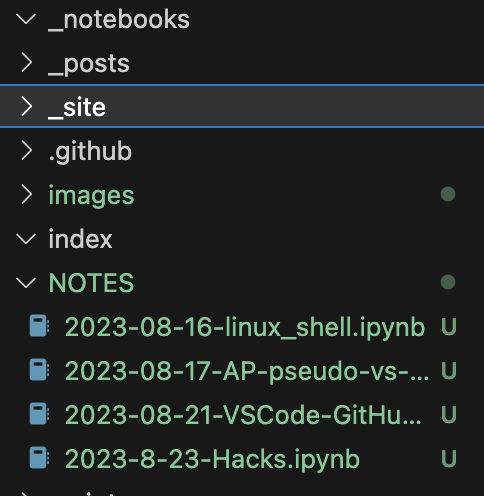 _notebooks
_posts
_site
.github
images
index
NOTES
2023-08-16-linux_shell.ipynb U
2023-08-17-AP-pseudo-vs-... U
2023-08-21-VSCode-GitHu... U
2023-8-23-Hacks.ipynb U